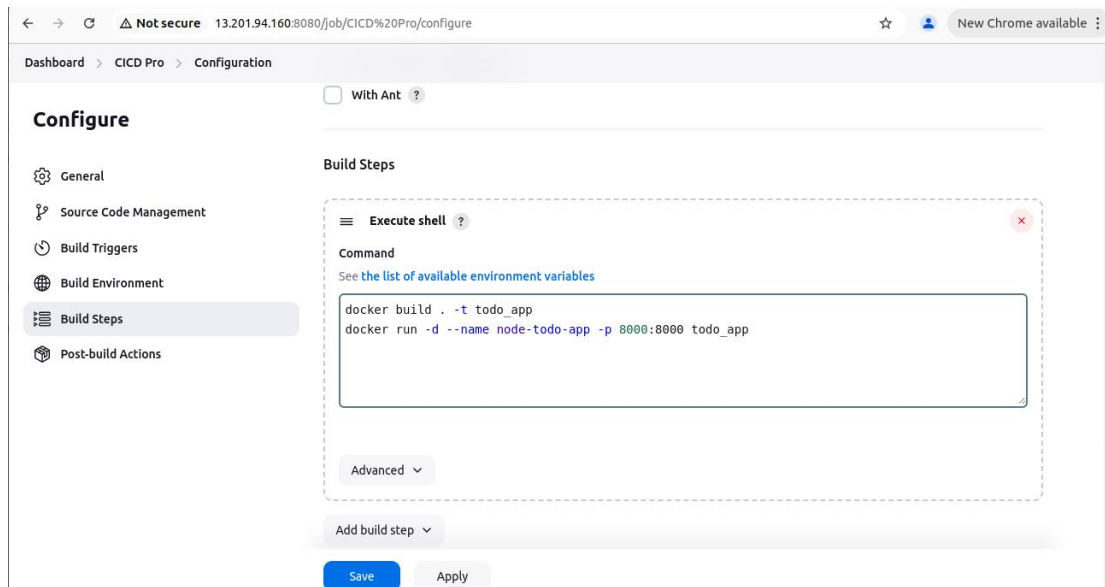 Not secure 13.201.94.160:8080/job/CICD%20Pro/configure New Chrome available
Dashboard > CICD Pro > Configuration
Configure
General
Source Code Management
Build Triggers
Build Environment
Build Steps
Post-build Actions
With Ant ?
Build Steps
Execute shell ?
Command
See the list of available environment variables
docker build . -t todo_app
docker run -d --name node-todo-app -p 8000:8000 todo_app
Advanced
Add build step
Save Apply